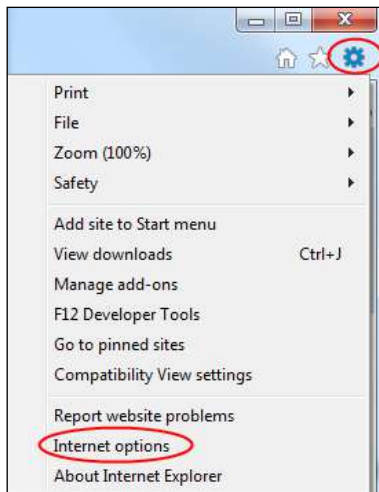 Print
File
Zoom (100%)
Safety
Add site to Start menu
View downloads Ctrl+J
Manage add-ons
F12 Developer Tools
Go to pinned sites
Compatibility View settings
Report website problems
Internet options
About Internet Explorer